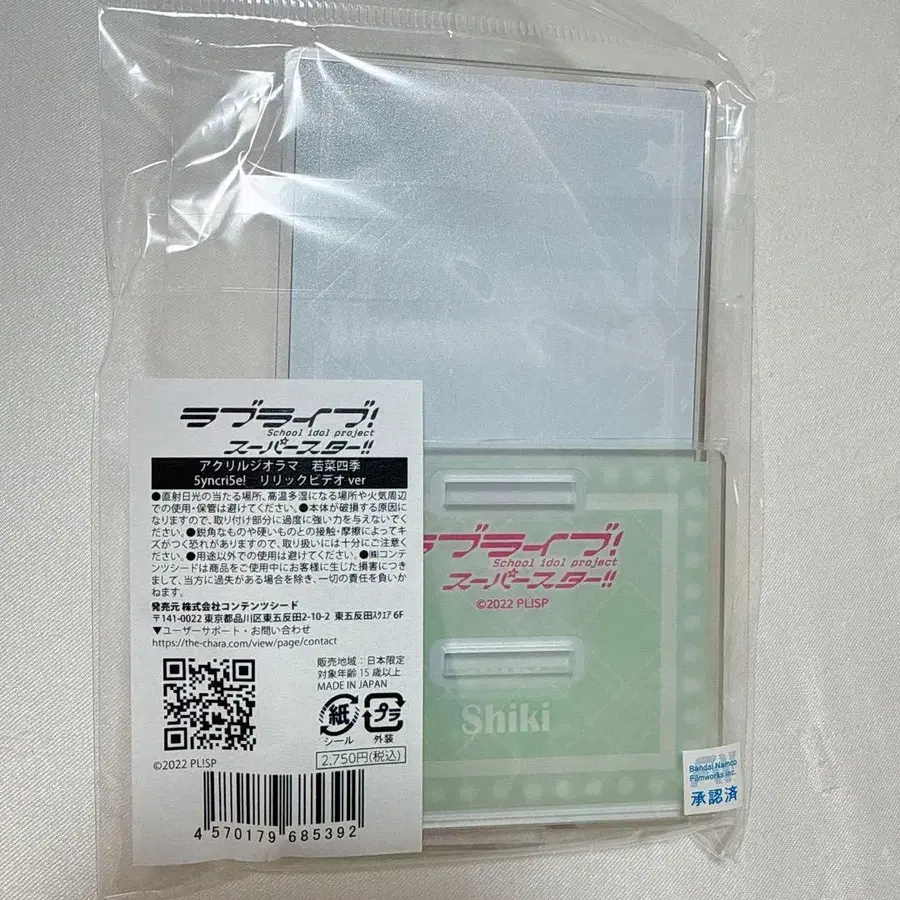 ラブライブ!
School idol project
スーパースター!!
アクリルジオラマ 若菜四季
5yncri5e! リリックビデオ ver
●直射日光の当たる場所、高温多湿になる場所や火気周辺
での使用・保管は避けてください。●本体が破損する原因に
なりますので、取り付け部分に過度に強い力を与えないでく
ださい。●鋭角なものや硬いものとの接触・摩擦によってキ
ズがつく恐れがありますので、取り扱いには十分にご注意く
ださい。●用途以外での使用は避けてください。●㈱コンテ
ンツシードは商品をご使用中にお客様に生じた損害につき
まして、当方に過失がある場合を除き、一切の責任を負いか
ねます。
発売元 株式会社コンテンツシード
〒141-0022 東京都品川区東五反田2-10-2 東五反田スクエア 6F
▼ユーザーサポート・お問い合わせ
https://the-chara.com/view/page/contact
販売地域：日本限定
対象年齢 15 歳以上
MADE IN JAPAN
紙
シール
プラ
外装
2,750円(税込)
©2022 PL!SP
4 570179 685392
ラブライブ!
School idol project
スーパースター!!
©2022 PL!SP
Shiki
Bandai Namco
Filmworks Inc.
承認済